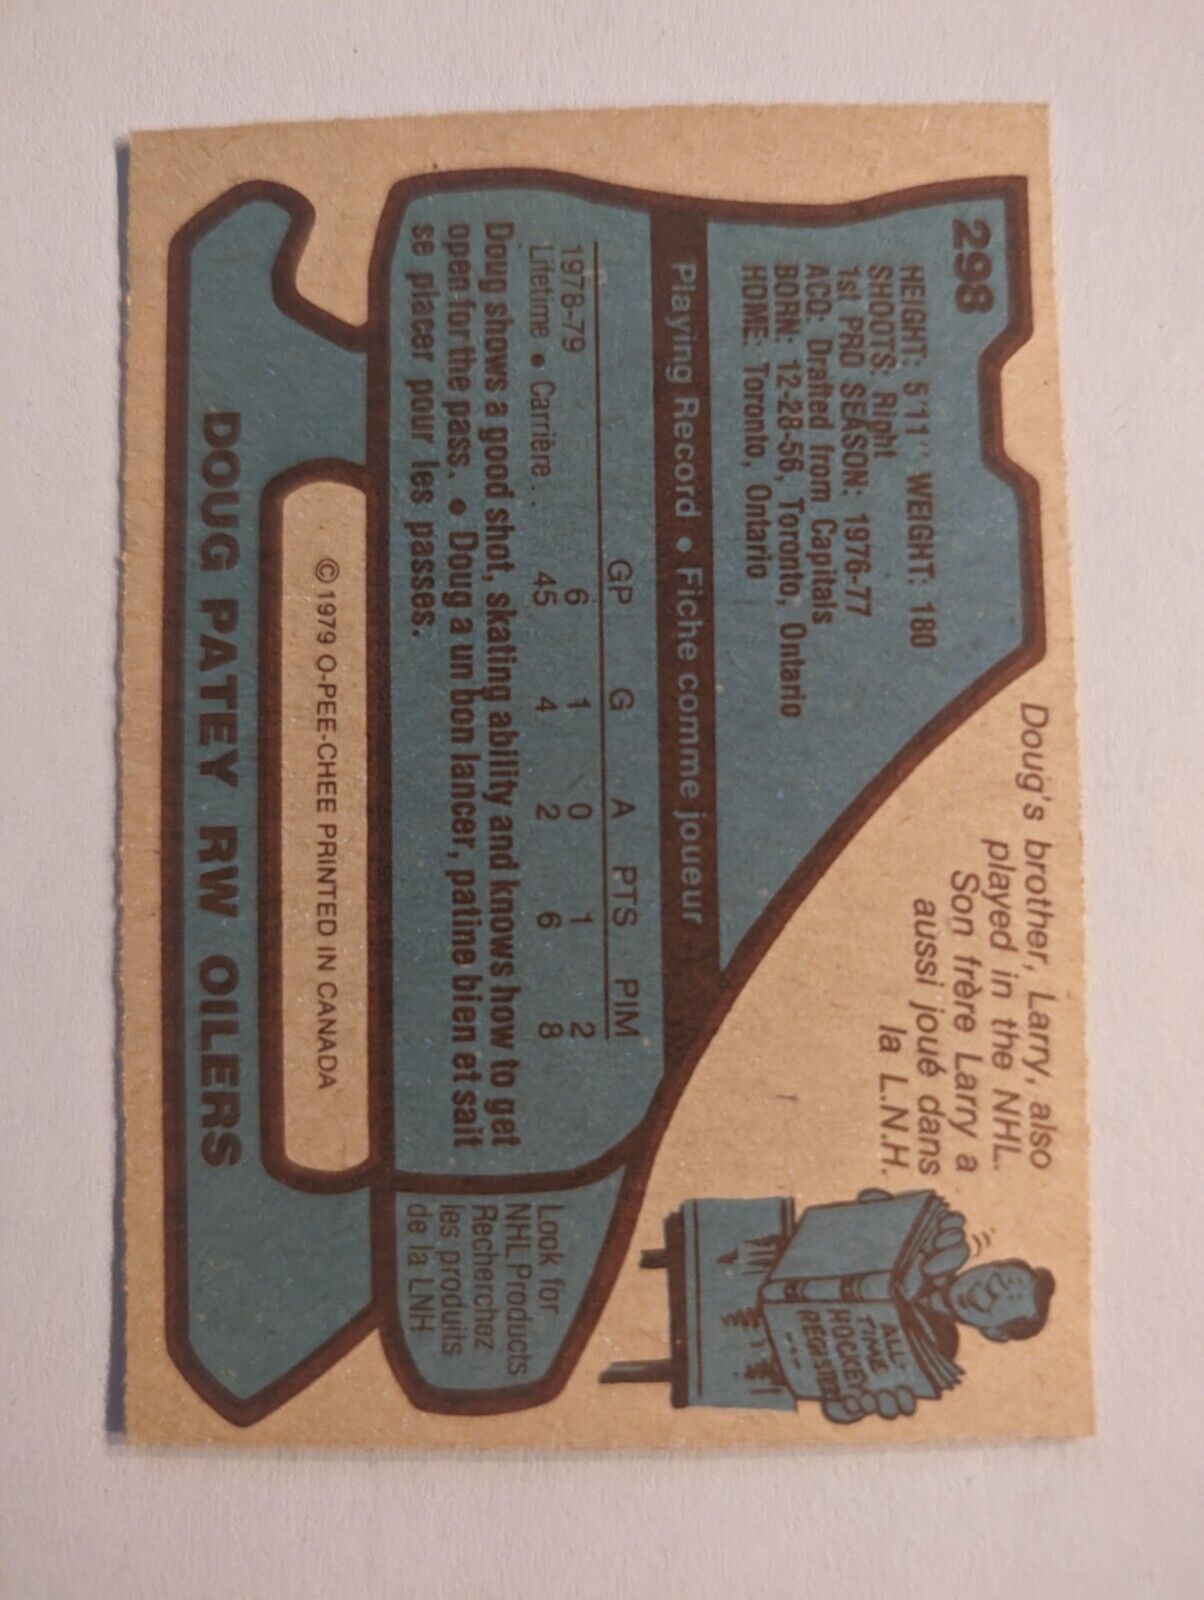 298
HEIGHT: 5'11" WEIGHT: 180
SHOOTS: Right
1st PRO SEASON: 1976-77
ACQ: Drafted from Capitals
BORN: 12-28-56, Toronto, Ontario
HOME: Toronto, Ontario
Doug's brother, Larry, also
played in the NHL.
Son frère Larry a
aussi joué dans
la L.N.H.
ALL-
TIME
HOCKEY
REGISTER
Playing Record • Fiche comme joueur
GP G A PTS PIM
1978-79 6 1 0 1 2
Lifetime • Carrière.. 45 4 2 6 8
Doug shows a good shot, skating ability and knows how to get
open for the pass. • Doug a un bon lancer, patine bien et sait
se placer pour les passes.
Look for
NHL Products
Recherchez
les produits
de la LNH
© 1979 O-PEE-CHEE PRINTED IN CANADA
DOUG PATEY RW OILERS